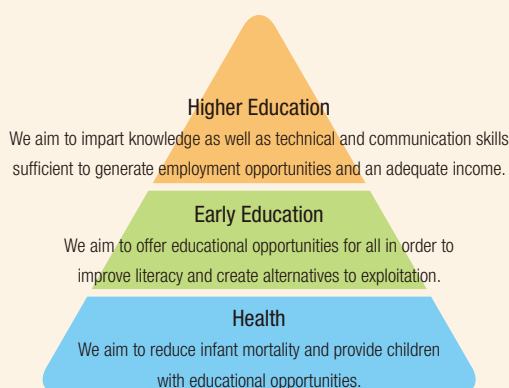 Higher Education
We aim to impart knowledge as well as technical and communication skills
sufficient to generate employment opportunities and an adequate income.
Early Education
We aim to offer educational opportunities for all in order to
improve literacy and create alternatives to exploitation.
Health
We aim to reduce infant mortality and provide children
with educational opportunities.